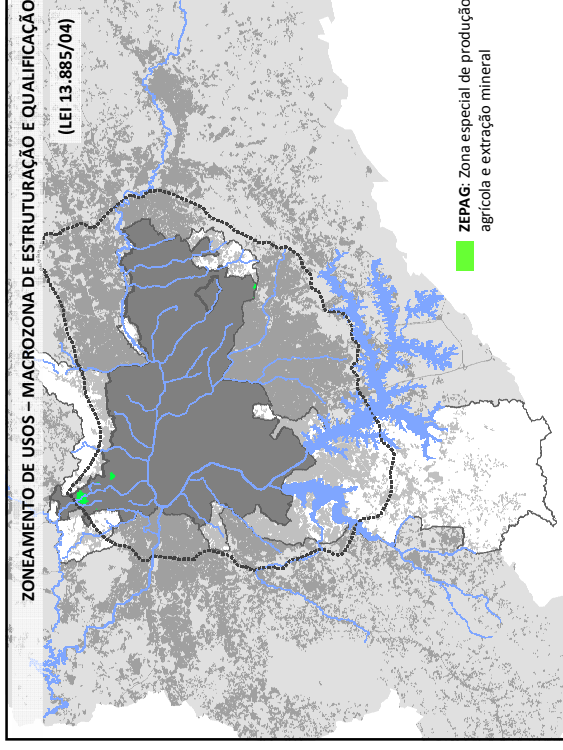 ZONEAMENTO DE USOS – MACROZONA DE ESTRUTURAÇÃO E QUALIFICAÇÃO
(LEI 13.885/04)
ZEPAG: Zona especial de produção
agrícola e extração mineral